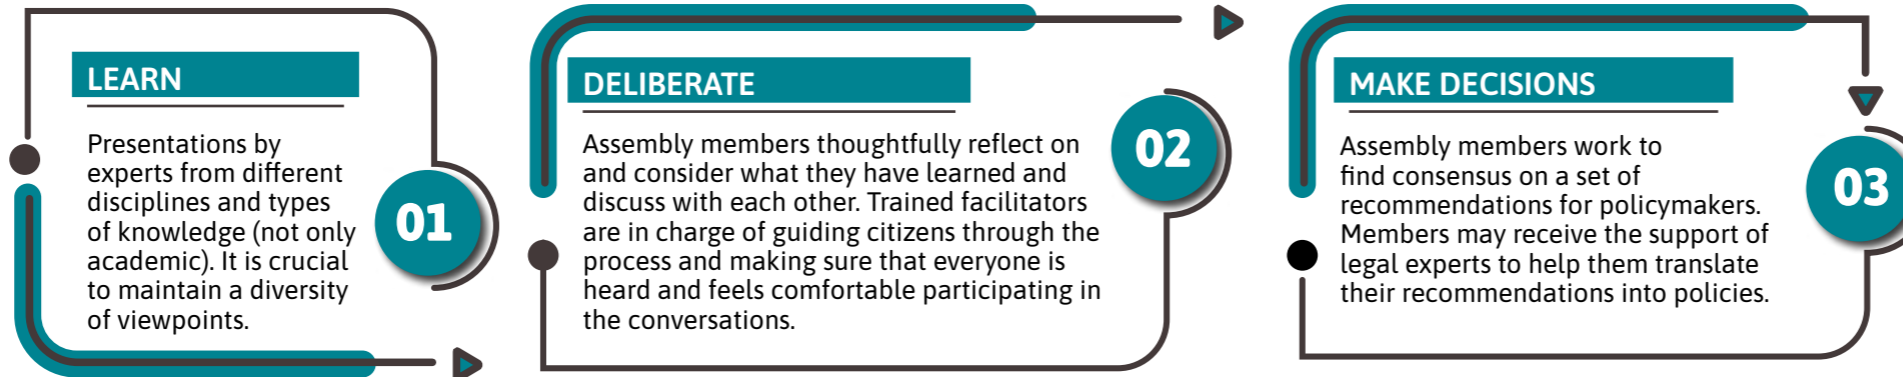 LEARN
Presentations by
experts from different
disciplines and types
of knowledge (not only
academic). It is crucial
to maintain a diversity
of viewpoints.
01
DELIBERATE
Assembly members thoughtfully reflect on
and consider what they have learned and
discuss with each other. Trained facilitators
are in charge of guiding citizens through the
process and making sure that everyone is
heard and feels comfortable participating in
the conversations.
02
MAKE DECISIONS
Assembly members work to
find consensus on a set of
recommendations for policymakers.
Members may receive the support of
legal experts to help them translate
their recommendations into policies.
03